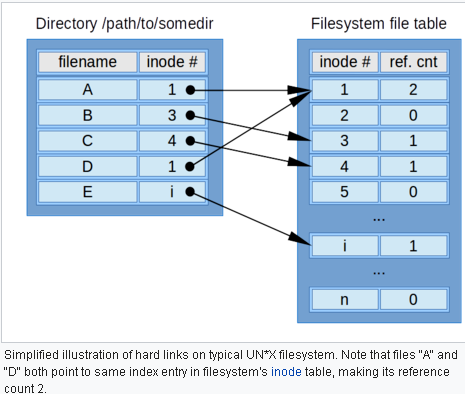 Directory /path/to/somedir
filename inode #
A 1
B 3
C 4
D 1
E i
Filesystem file table
inode # ref. cnt
1 2
2 0
3 1
4 1
5 0
...
i 1
...
n 0
Simplified illustration of hard links on typical UN*X filesystem. Note that files "A" and
"D" both point to same index entry in filesystem's inode table, making its reference
count 2.